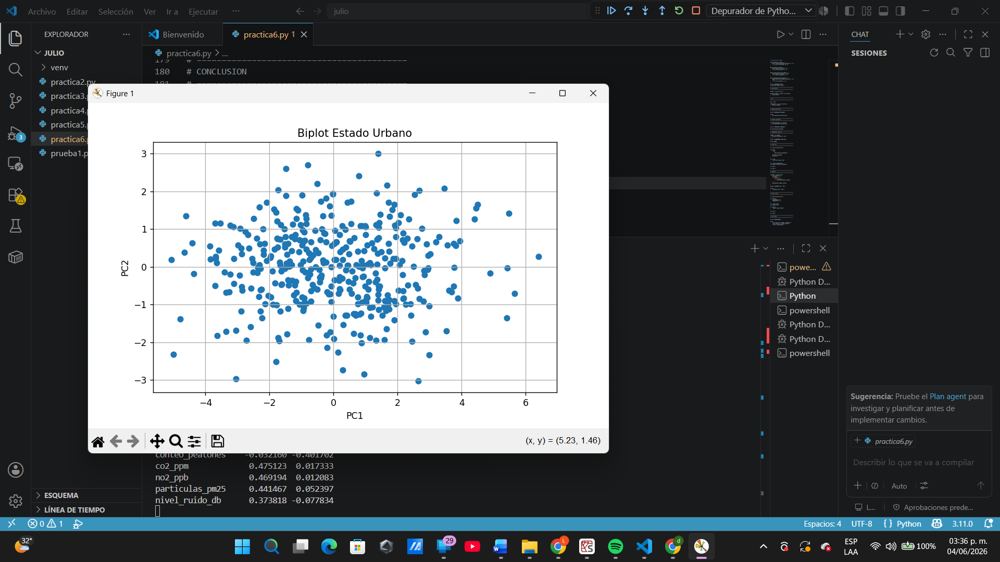 Archivo Editar Selección Ver Ir a Ejecutar ···
julio
Depurador de Pytho...
EXPLORADOR
Bienvenido
practica6.py 1
JULIO
venv
practica2.py
practica3.
practica4.
practica5.
practica6.
prueba1.p
practica6.py > ...
180 # CONCLUSION
Figure 1
Biplot Estado Urbano
3
2
1
0
−1
−2
−3
PC2
−4 −2 0 2 4 6
PC1
(x, y) = (5.23, 1.46)
conteo_peatones -0.032160 -0.401702
co2_ppm 0.475123 0.017333
no2_ppb 0.469194 0.012083
particulas_pm25 0.441467 0.052397
nivel_ruido_db 0.373818 -0.077834
ESQUEMA
LÍNEA DE TIEMPO
3
powe...
Python D...
Python
powershell
Python D...
Python D...
powershell
CHAT
SESIONES
Sugerencia: Pruebe el Plan agent para
investigar y planificar antes de
implementar cambios.
practica6.py
Describir lo que se va a compilar
Auto
L...
Aprobaciones prede...
0 1
Espacios: 4 UTF-8 { } Python 3.11.0
32°
29
L
d
ESP
LAA
100%
03:36 p. m.
04/06/2026